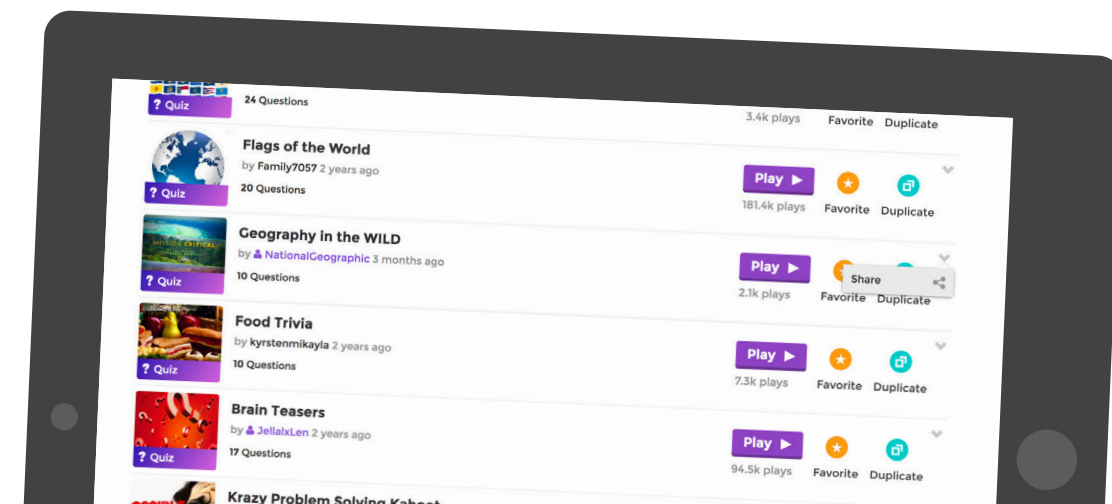 ? Quiz
24 Questions
3.4k plays
Favorite
Duplicate
Flags of the World
by Family7057 2 years ago
20 Questions
? Quiz
Play
181.4k plays
Favorite
Duplicate
MISSION CRITICAL
Geography in the WILD
by NationalGeographic 3 months ago
10 Questions
? Quiz
Play
2.1k plays
Share
Favorite
Duplicate
Food Trivia
by kyrstenmikayla 2 years ago
10 Questions
? Quiz
Play
7.3k plays
Favorite
Duplicate
Brain Teasers
by JellalxLen 2 years ago
17 Questions
? Quiz
Play
94.5k plays
Favorite
Duplicate
Krazy Problem Solving Kahoot